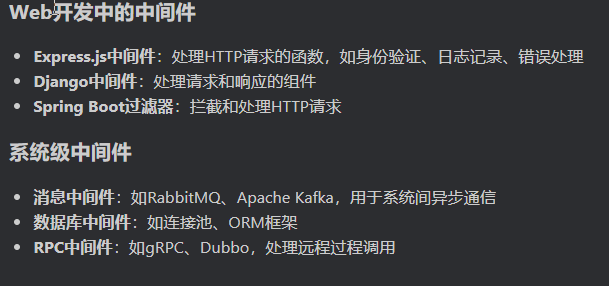 Web开发中的中间件
• Express.js中间件：处理HTTP请求的函数，如身份验证、日志记录、错误处理
• Django中间件：处理请求和响应的组件
• Spring Boot过滤器：拦截和处理HTTP请求
系统级中间件
• 消息中间件：如RabbitMQ、Apache Kafka，用于系统间异步通信
• 数据库中间件：如连接池、ORM框架
• RPC中间件：如gRPC、Dubbo，处理远程过程调用